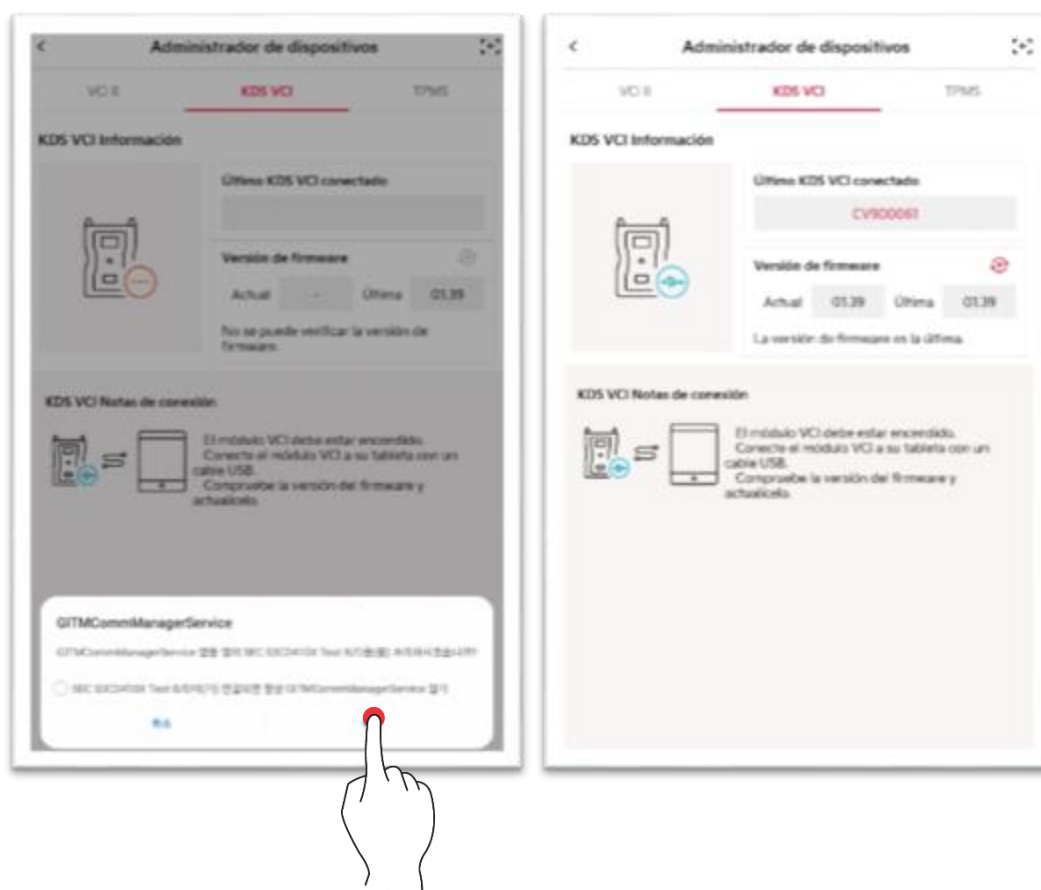 Administrador de dispositivos
VCI II
KDS VCI
TPMS
KDS VCI Información
Último KDS VCI conectado
Versión de firmware
Actual - Última 01.39
No se puede verificar la versión de
firmware.
KDS VCI Notas de conexión
El módulo VCI debe estar encendido.
Conecte el módulo VCI a su tableta con un
cable USB.
Compruebe la versión del firmware y
actualícelo.
GITMCommManagerService
취소
Administrador de dispositivos
VCI II
KDS VCI
TPMS
KDS VCI Información
Último KDS VCI conectado
CV900061
Versión de firmware
Actual 01.39 Última 01.39
La versión de firmware es la última.
KDS VCI Notas de conexión
El módulo VCI debe estar encendido.
Conecte el módulo VCI a su tableta con un
cable USB.
Compruebe la versión del firmware y
actualícelo.